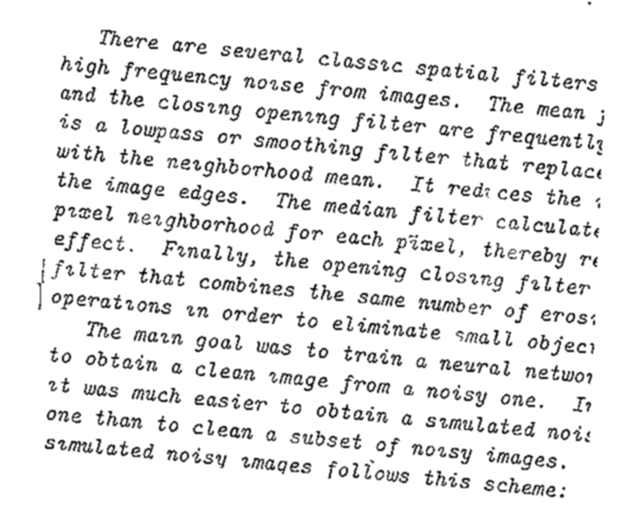 There are several classic spatial filters
high frequency noise from images. The mean
and the closing opening filter are frequently
is a lowpass or smoothing filter that replace
with the neighborhood mean. It reduces the
the image edges. The median filter calculate
pixel neighborhood for each pixel, thereby re
effect. Finally, the opening closing filter
filter that combines the same number of erosi
operations in order to eliminate small object
The main goal was to train a neural networ
to obtain a clean image from a noisy one. In
it was much easier to obtain a simulated nois
one than to clean a subset of noisy images.
simulated noisy images follows this scheme: